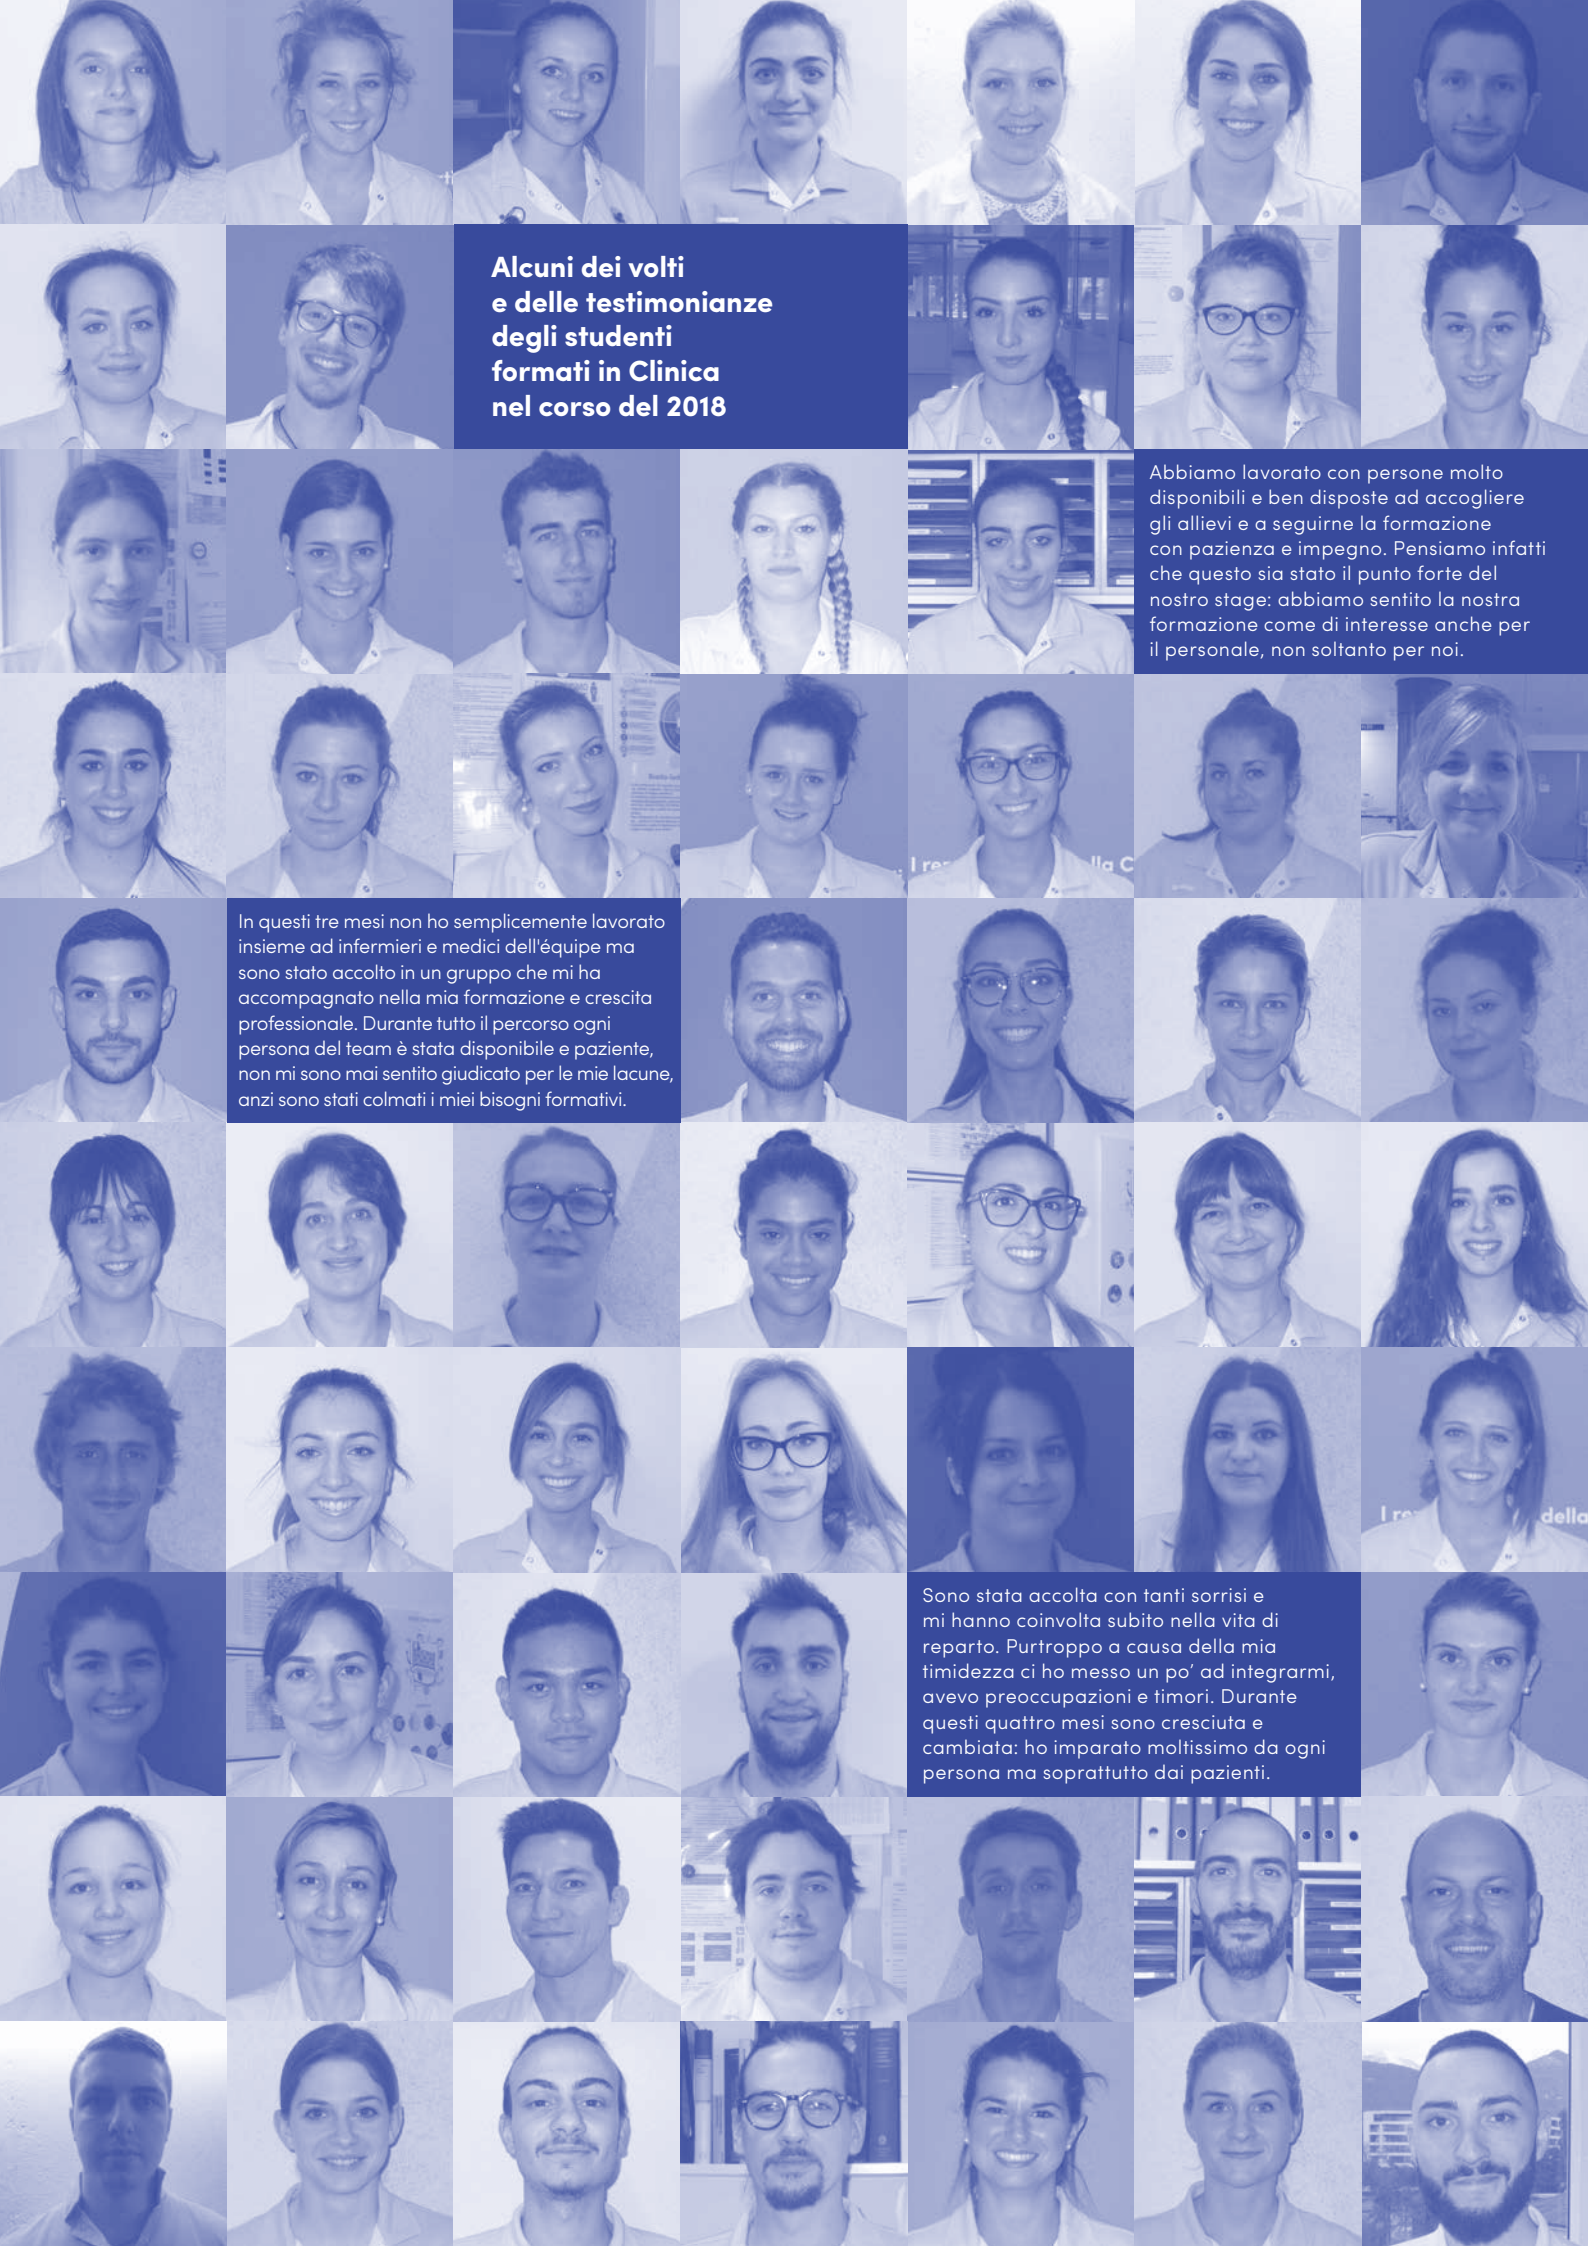 Alcuni dei volti
e delle testimonianze
degli studenti
formati in Clinica
nel corso del 2018
Abbiamo lavorato con persone molto
disponibili e ben disposte ad accogliere
gli allievi e a seguirne la formazione
con pazienza e impegno. Pensiamo infatti
che questo sia stato il punto forte del
nostro stage: abbiamo sentito la nostra
formazione come di interesse anche per
il personale, non soltanto per noi.
In questi tre mesi non ho semplicemente lavorato
insieme ad infermieri e medici dell'équipe ma
sono stato accolto in un gruppo che mi ha
accompagnato nella mia formazione e crescita
professionale. Durante tutto il percorso ogni
persona del team è stata disponibile e paziente,
non mi sono mai sentito giudicato per le mie lacune,
anzi sono stati colmati i miei bisogni formativi.
della
Sono stata accolta con tanti sorrisi e
mi hanno coinvolta subito nella vita di
reparto. Purtroppo a causa della mia
timidezza ci ho messo un po’ ad integrarmi,
avevo preoccupazioni e timori. Durante
questi quattro mesi sono cresciuta e
cambiata: ho imparato moltissimo da ogni
persona ma soprattutto dai pazienti.